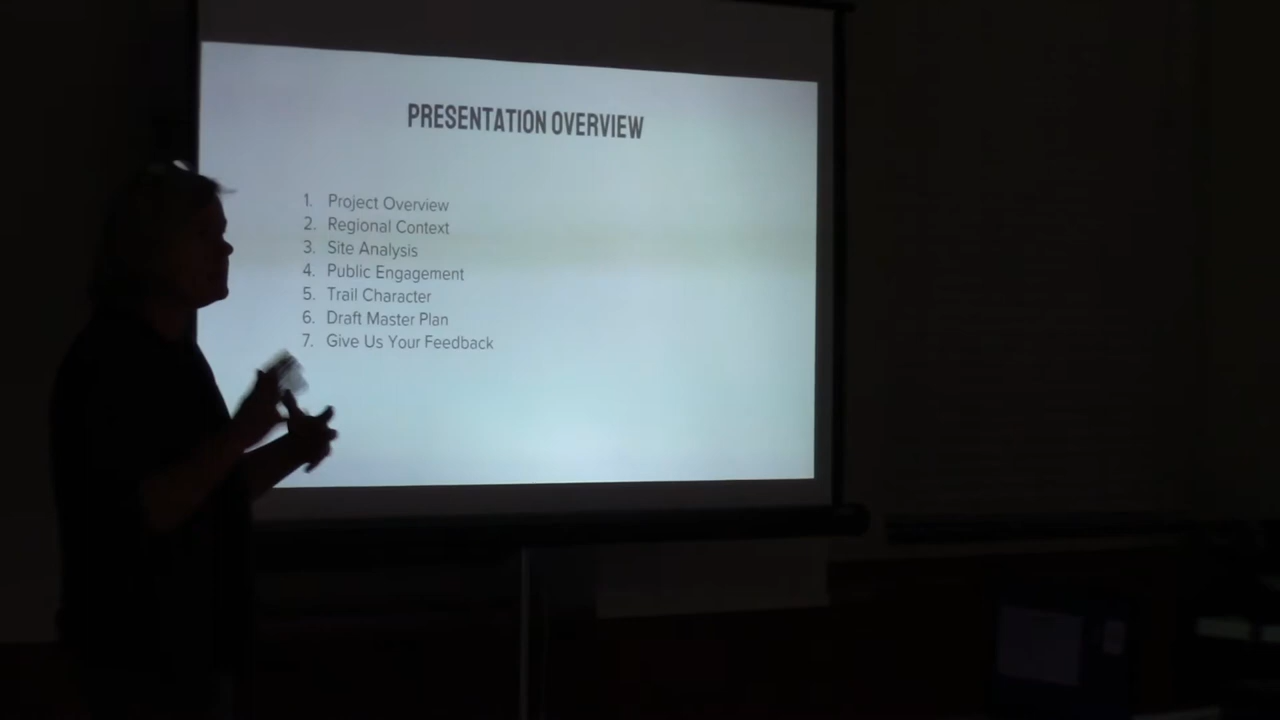 PRESENTATION OVERVIEW
1. Project Overview
2. Regional Context
3. Site Analysis
4. Public Engagement
5. Trail Character
6. Draft Master Plan
7. Give Us Your Feedback